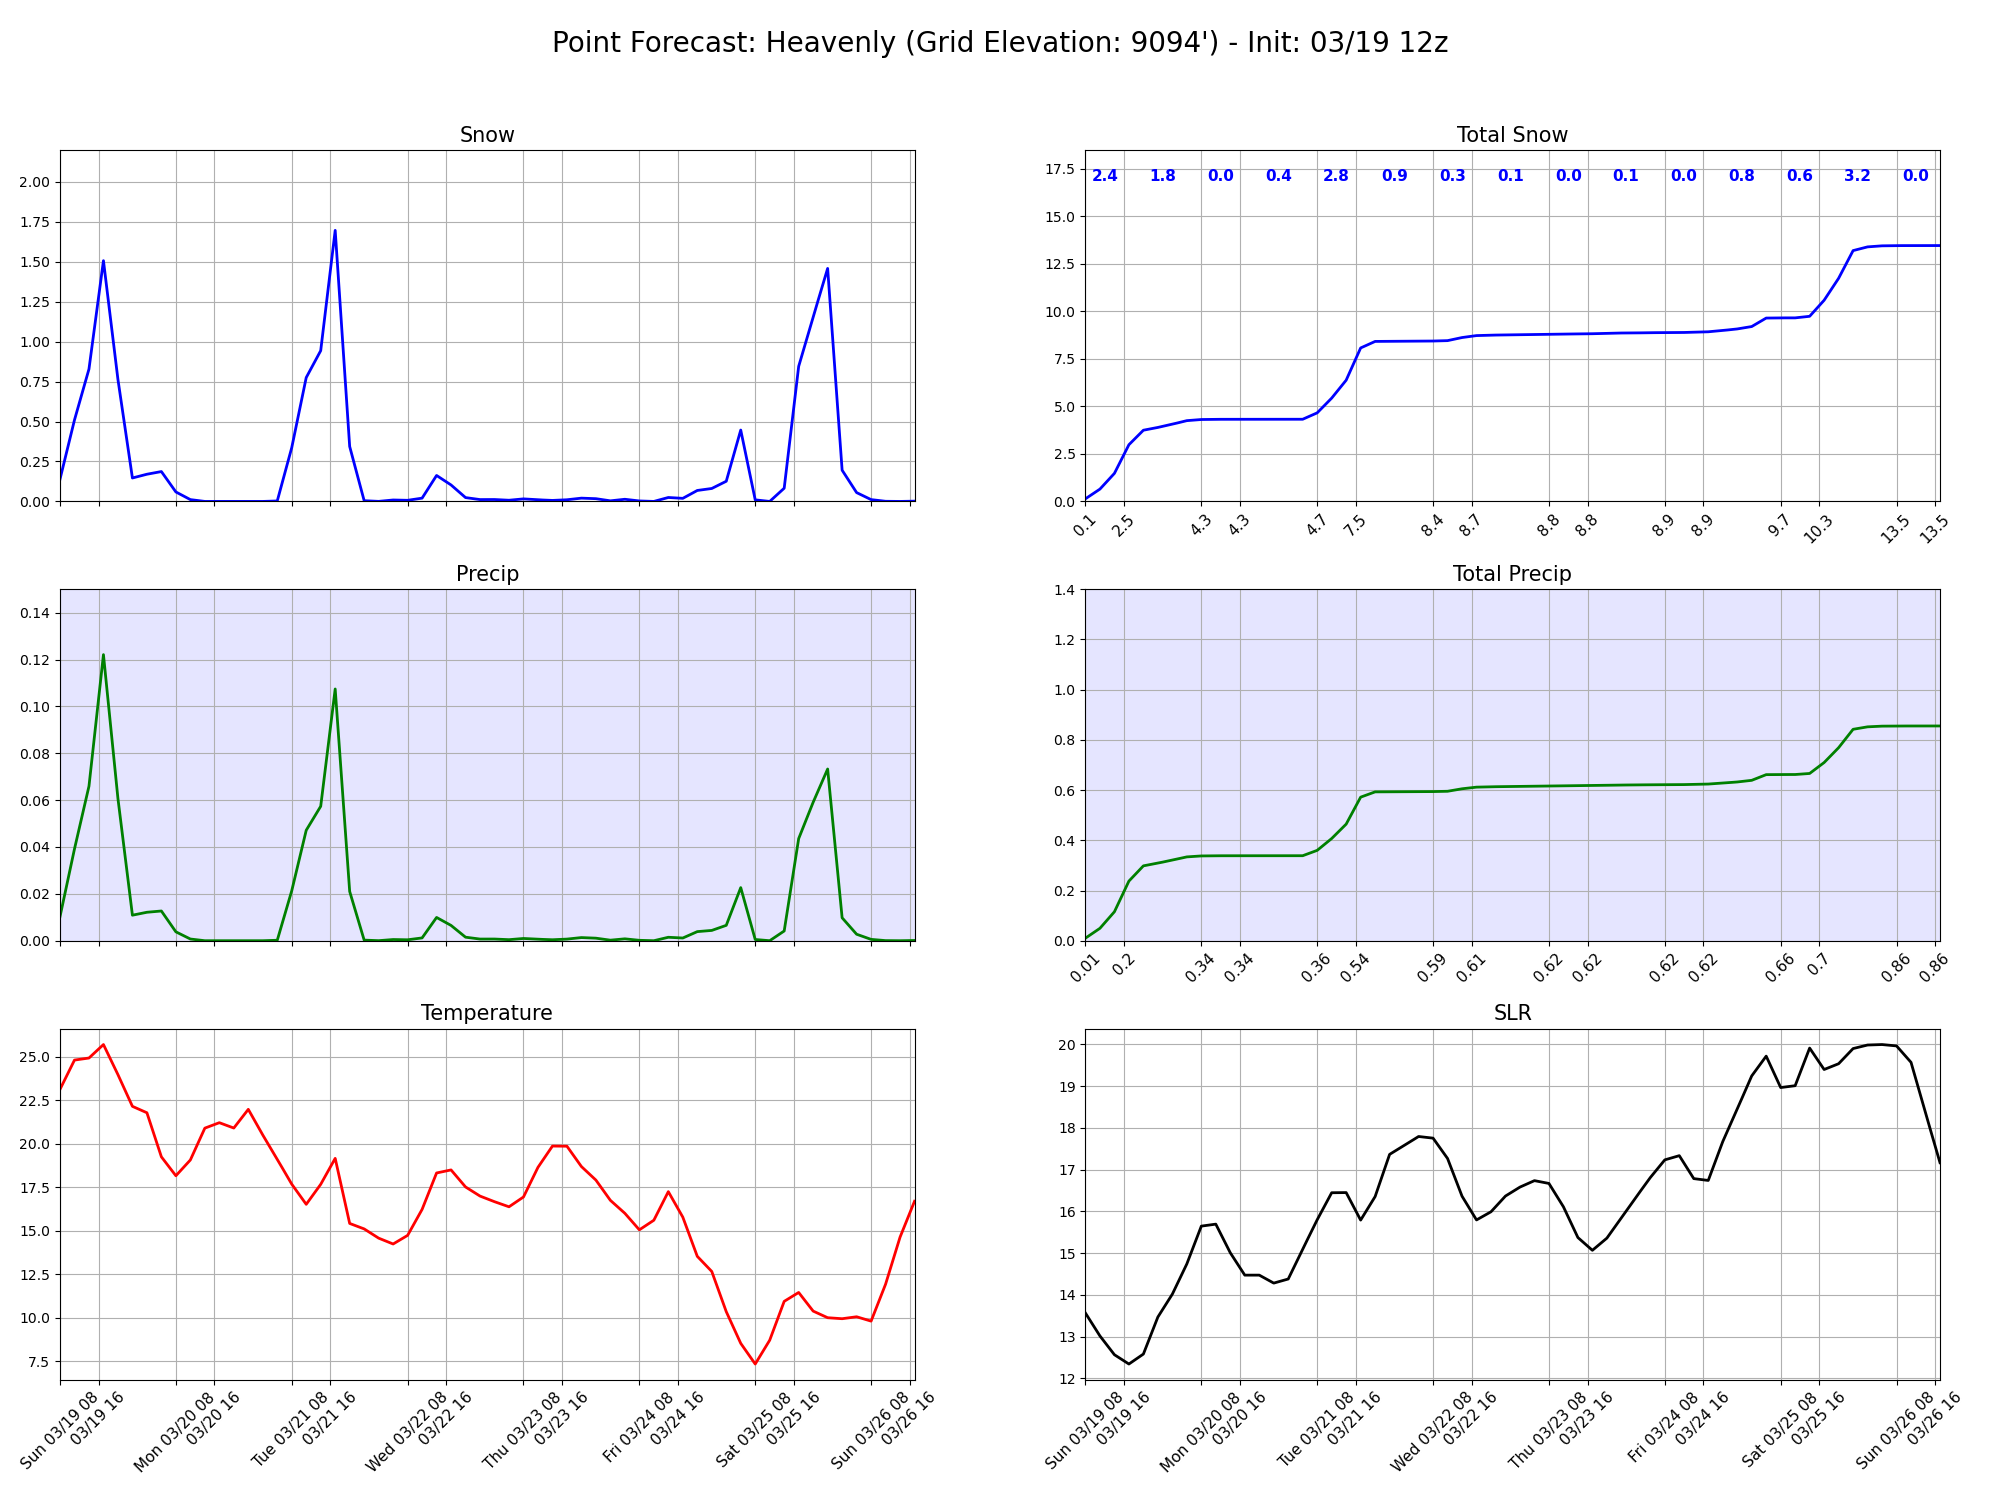 Point Forecast: Heavenly (Grid Elevation: 9094') - Init: 03/19 12z
Snow
2.00
1.75
1.50
1.25
1.00
0.75
0.50
0.25
0.00
Total Snow
17.5
15.0
12.5
10.0
7.5
5.0
2.5
0.0
2.4 1.8 0.0 0.4 2.8 0.9 0.3 0.1 0.0 0.1 0.0 0.8 0.6 3.2 0.0
0.1 2.5 4.3 4.3 4.7 7.5 8.4 8.7 8.8 8.8 8.9 8.9 9.7 10.3 13.5 13.5
Precip
0.14
0.12
0.10
0.08
0.06
0.04
0.02
0.00
Total Precip
1.4
1.2
1.0
0.8
0.6
0.4
0.2
0.0
0.01 0.2 0.34 0.34 0.36 0.54 0.59 0.61 0.62 0.62 0.62 0.62 0.66 0.7 0.86 0.86
Temperature
25.0
22.5
20.0
17.5
15.0
12.5
10.0
7.5
Sun 03/19 08
03/19 16
Mon 03/20 08
03/20 16
Tue 03/21 08
03/21 16
Wed 03/22 08
03/22 16
Thu 03/23 08
03/23 16
Fri 03/24 08
03/24 16
Sat 03/25 08
03/25 16
Sun 03/26 08
03/26 16
SLR
20
19
18
17
16
15
14
13
12
Sun 03/19 08
03/19 16
Mon 03/20 08
03/20 16
Tue 03/21 08
03/21 16
Wed 03/22 08
03/22 16
Thu 03/23 08
03/23 16
Fri 03/24 08
03/24 16
Sat 03/25 08
03/25 16
Sun 03/26 08
03/26 16